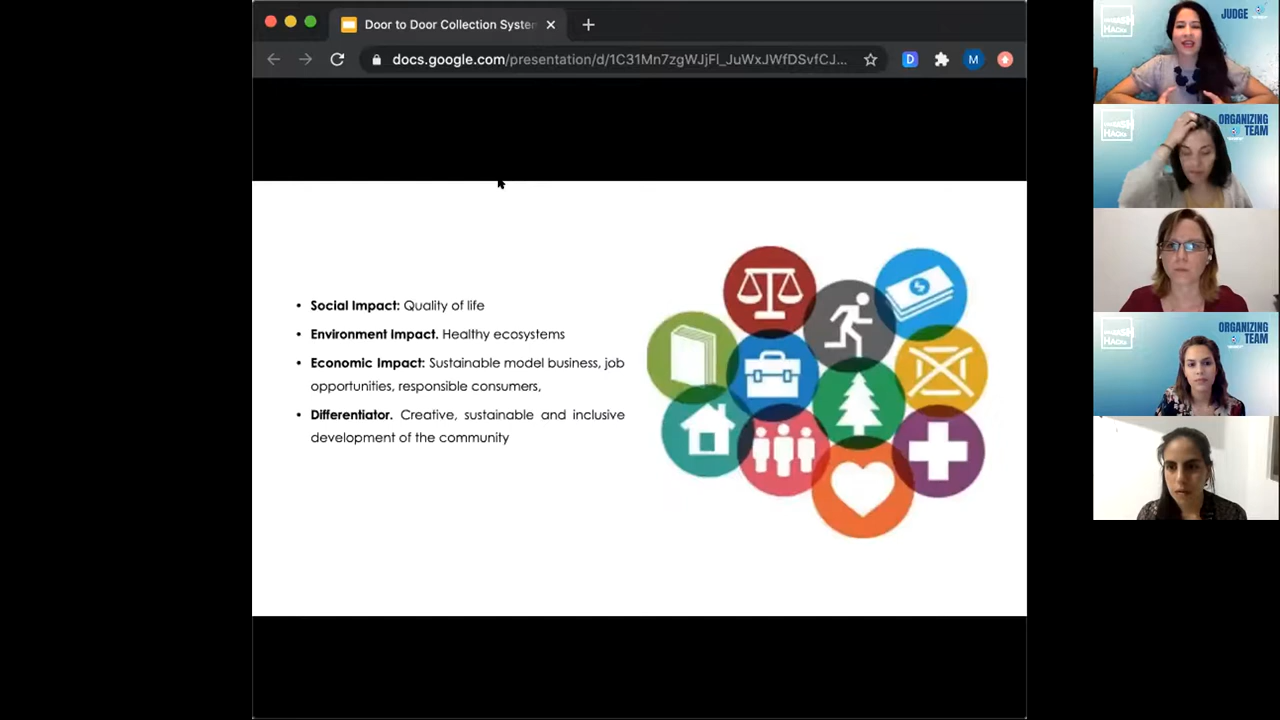 Door to Door Collection System
docs.google.com/presentation/d/1C31Mn7zgWJjFl_JuWxJWfDSvfCJ...
D
M
• Social Impact: Quality of life
• Environment Impact. Healthy ecosystems
• Economic Impact: Sustainable model business, job
opportunities, responsible consumers,
• Differentiator. Creative, sustainable and inclusive
development of the community
$
JUDGE
ORGANIZING
TEAM
ORGANIZING
TEAM